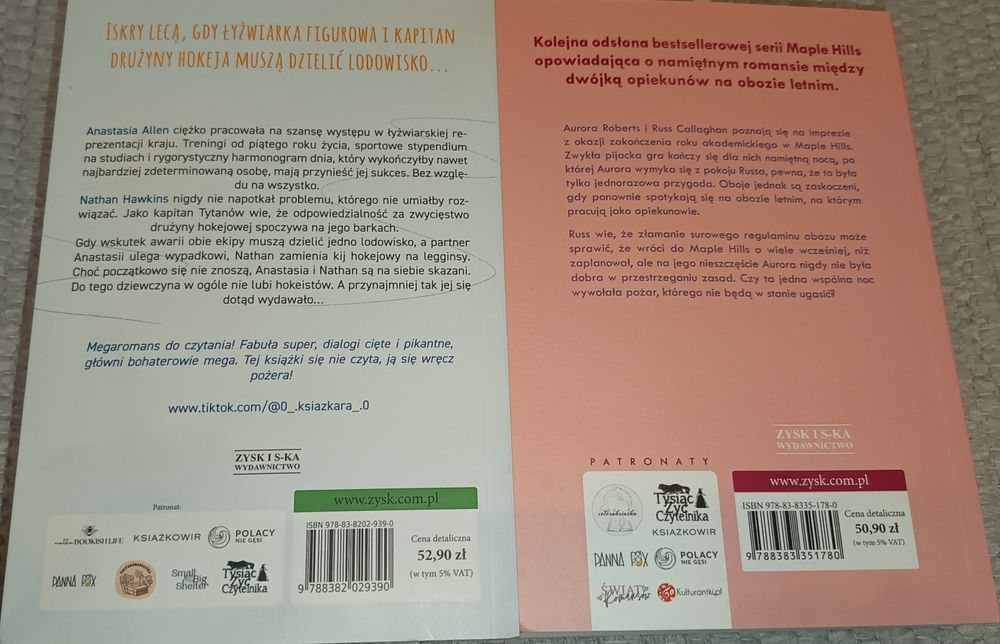 ISKRY LECĄ, GDY ŁYŻWIARKA FIGUROWA I KAPITAN
DRUŻYNY HOKEJA MUSZĄ DZIELIĆ LODOWISKO...
Anastasia Allen ciężko pracowała na szansę występu w łyżwiarskiej re-
prezentacji kraju. Treningi od piątego roku życia, sportowe stypendium
na studiach i rygorystyczny harmonogram dnia, który wykończyłby nawet
najbardziej zdeterminowaną osobę, mają przynieść jej sukces. Bez wzglę-
du na wszystko.
Nathan Hawkins nigdy nie napotkał problemu, którego nie umiałby roz-
wiązać. Jako kapitan Tytanów wie, że odpowiedzialność za zwycięstwo
drużyny hokejowej spoczywa na jego barkach.
Gdy wskutek awarii obie ekipy muszą dzielić jedno lodowisko, a partner
Anastasii ulega wypadkowi, Nathan zamienia kij hokejowy na legginsy.
Choć początkowo się nie znoszą, Anastasia i Nathan są na siebie skazani.
Do tego dziewczyna w ogóle nie lubi hokeistów. A przynajmniej tak jej się
dotąd wydawało...
Megaromans do czytania! Fabuła super, dialogi cięte i pikantne,
główni bohaterowie mega. Tej książki się nie czyta, ją się wręcz
pożera!
www.tiktok.com/@0_.ksiazkara_.0
ZYSK I S-KA
WYDAWNICTWO
Patronat:
BOOKISH LIFE
KSIĄŻKOWIR
POLACY
NIE GĘSI
PANNA FOX
Small Big
Shelter
Tysiąc
Żyć
Czytelnika
www.zysk.com.pl
ISBN 978-83-8202-939-0
9 788382 029390
Cena detaliczna
52,90 zł
(w tym 5% VAT)
Kolejna odsłona bestsellerowej serii Maple Hills
opowiadająca o namiętnym romansie między
dwójką opiekunów na obozie letnim.
Aurora Roberts i Russ Callaghan poznają się na imprezie
z okazji zakończenia roku akademickiego w Maple Hills.
Zwykła pijacka gra kończy się dla nich namiętną nocą, po
której Aurora wymyka się z pokoju Russa, pewna, że to była
tylko jednorazowa przygoda. Oboje jednak są zaskoczeni,
gdy ponownie spotykają się na obozie letnim, na którym
pracują jako opiekunowie.
Russ wie, że złamanie surowego regulaminu obozu może
sprawić, że wróci do Maple Hills o wiele wcześniej, niż
zaplanował, ale na jego nieszczęście Aurora nigdy nie była
dobra w przestrzeganiu zasad. Czy ta jedna wspólna noc
wywołała pożar, którego nie będą w stanie ugasić?
ZYSK I S-KA
WYDAWNICTWO
PATRONATY
Tysiąc
Żyć
Czytelnika
KSIĄŻKOWIR
PANNA FOX
POLACY
NIE GĘSI
ŚWIAT
Romansów
Kulturantki.pl
www.zysk.com.pl
ISBN 978-83-8335-178-0
9 788383 351780
Cena detaliczna
50,90 zł
(w tym 5% VAT)